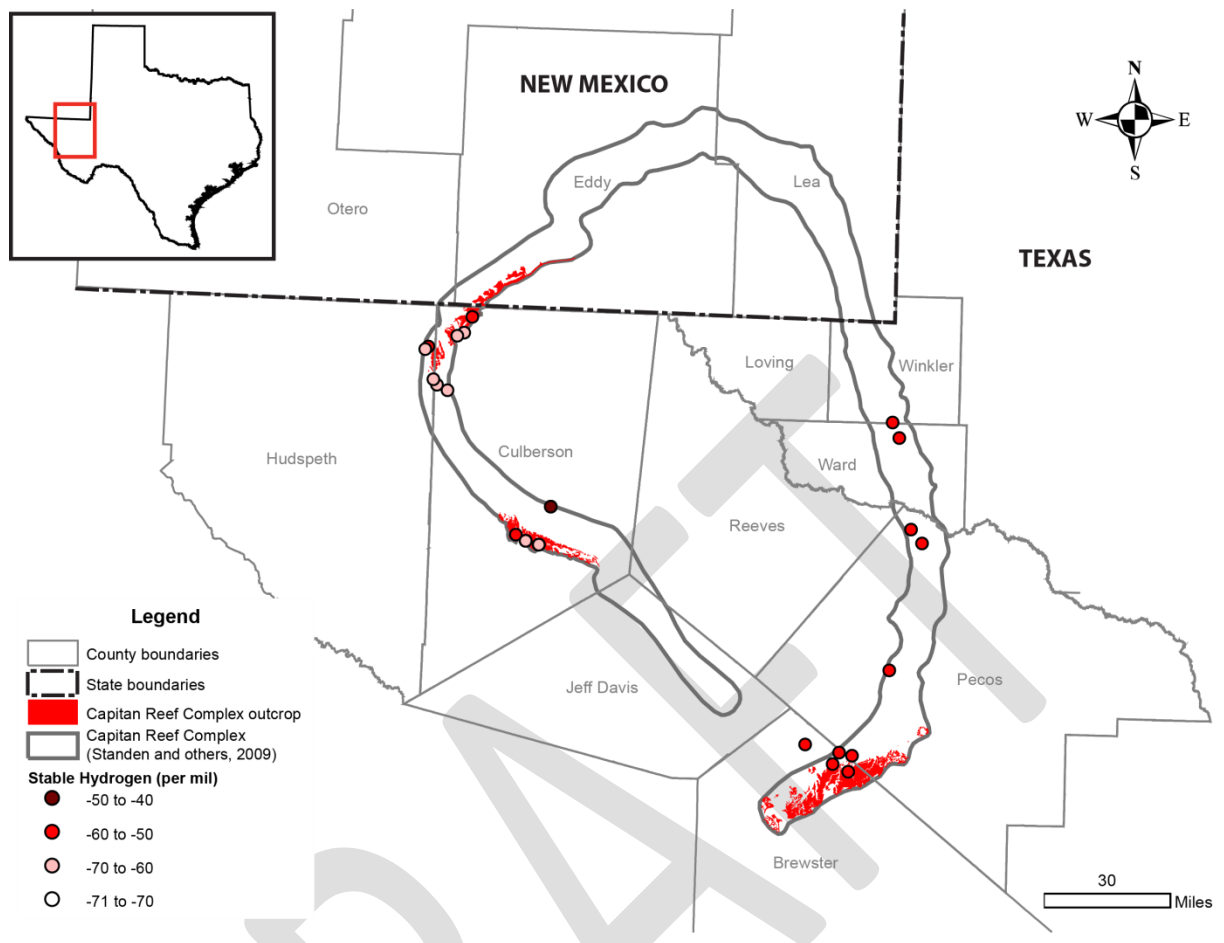 NEW MEXICO
N
W E
S
Eddy
Lea
Otero
TEXAS
Loving
Winkler
Culberson
Hudspeth
Ward
Reeves
Legend
County boundaries
State boundaries
Capitan Reef Complex outcrop
Capitan Reef Complex
(Standen and others, 2009)
Stable Hydrogen (per mil)
-50 to -40
-60 to -50
-70 to -60
-71 to -70
Jeff Davis
Pecos
Brewster
30
Miles
DRAFT